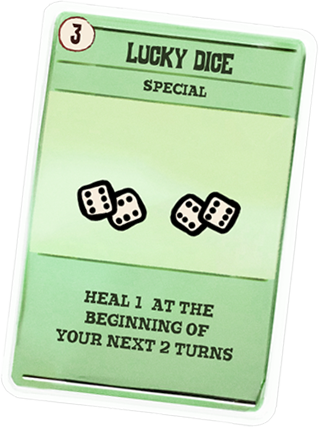 3
LUCKY DICE
SPECIAL
HEAL 1 AT THE
BEGINNING OF
YOUR NEXT 2 TURNS